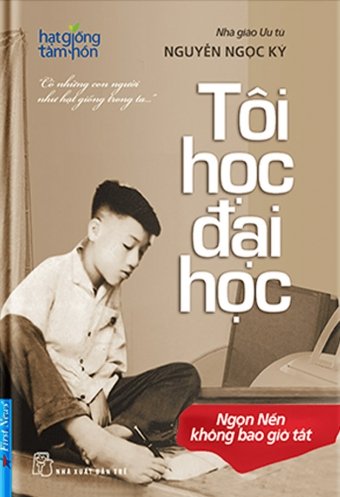 hạt giống
tâm hồn
Nhà giáo Ưu tú
NGUYỄN NGỌC KÝ
"Có những con người
như hạt giống trong ta..."
Tôi
học
đại
học
Ngọn Nến
không bao giờ tắt
First News
NHÀ XUẤT BẢN TRẺ